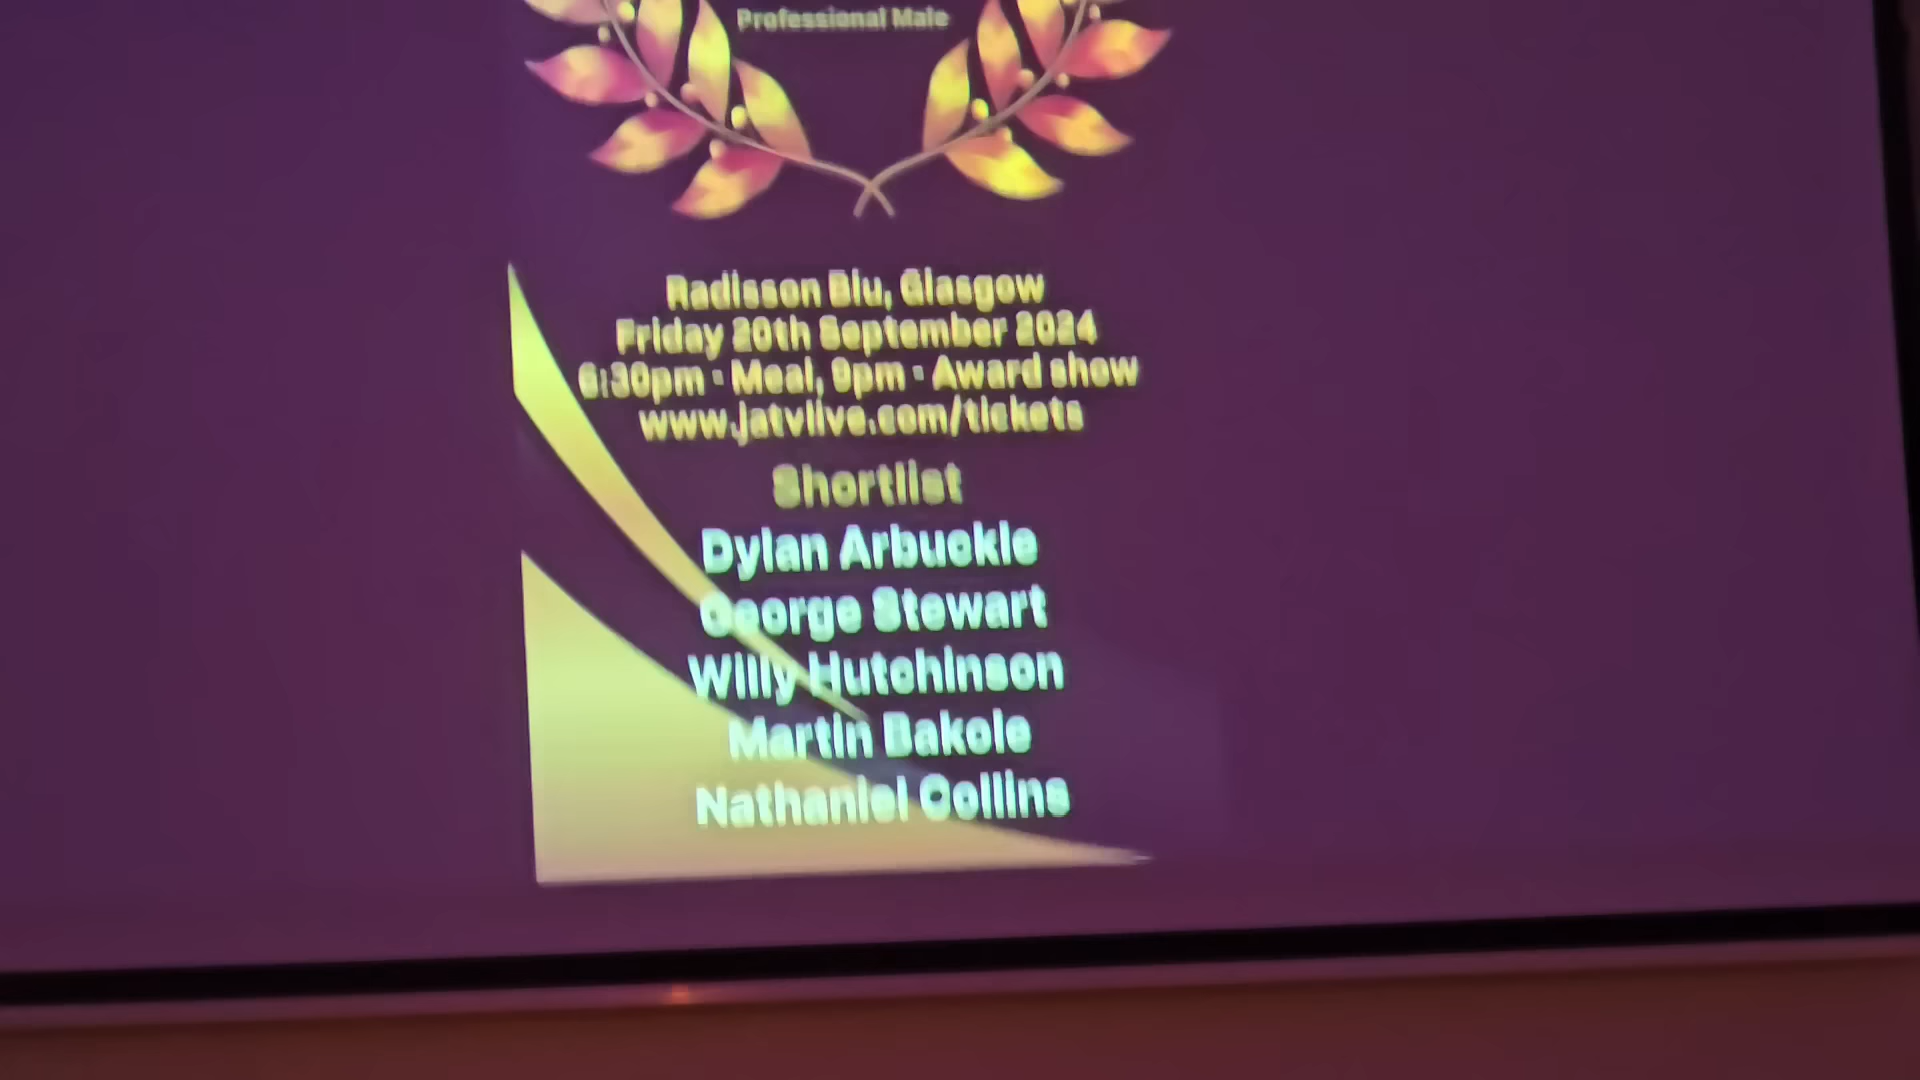 Professional Male
Radisson Blu, Glasgow
Friday 20th September 2024
6:30pm · Meal, 9pm · Award show
www.jatvlive.com/tickets
Shortlist
Dylan Arbuckle
George Stewart
Willy Hutchinson
Martin Bakole
Nathaniel Collins